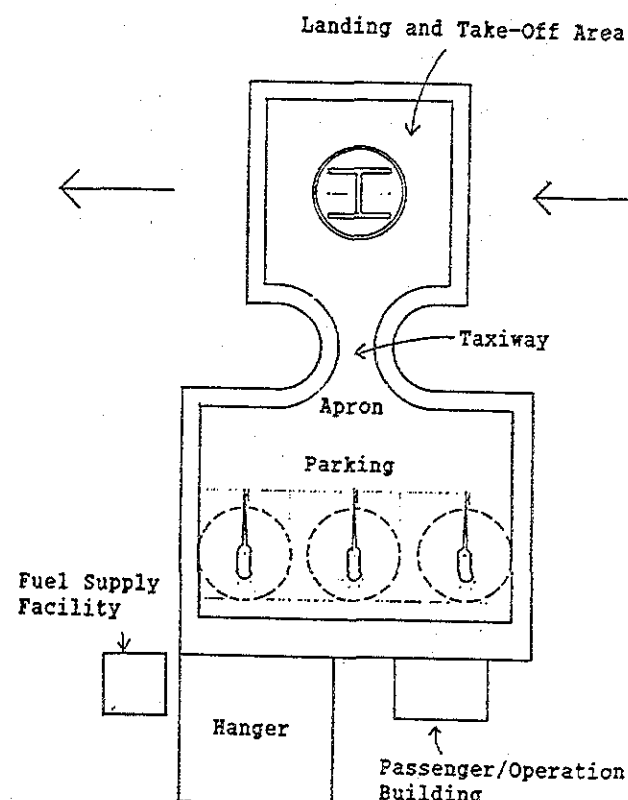 Landing and Take-Off Area
H
Taxiway
Apron
Parking
Fuel Supply
Facility
Hanger
Passenger/Operation
Building